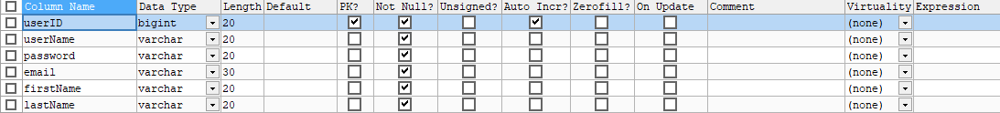 Column Name Data Type Length Default PK? Not Null? Unsigned? Auto Incr? Zerofill? On Update Comment Virtuality Expression
userID bigint 20 (none)
userName varchar 20 (none)
password varchar 20 (none)
email varchar 30 (none)
firstName varchar 20 (none)
lastName varchar 20 (none)